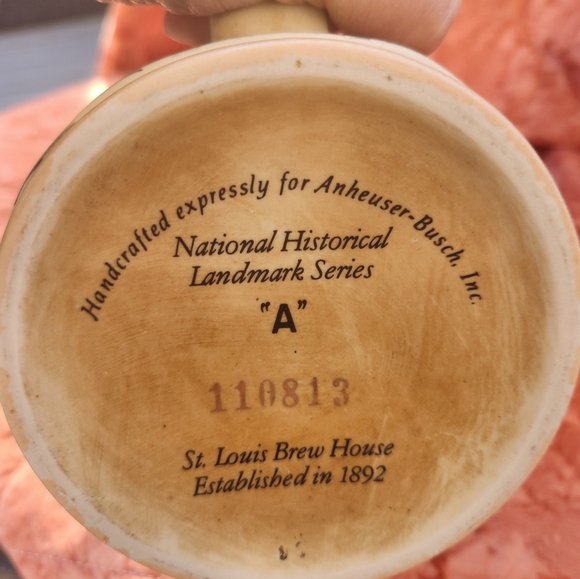 Handcrafted expressly for Anheuser-Busch, Inc.
National Historical
Landmark Series
"A"
110813
St. Louis Brew House
Established in 1892